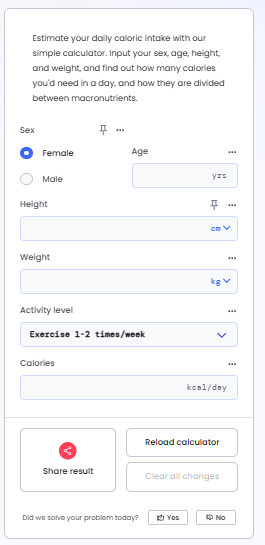 Estimate your daily caloric intake with our
simple calculator. Input your sex, age, height,
and weight, and find out how many calories
you'd need in a day, and how they are divided
between macronutrients.
Sex
Female
Male
Age
yrs
Height
cm
Weight
kg
Activity level
Exercise 1-2 times/week
Calories
kcal/day
Share result
Reload calculator
Clear all changes
Did we solve your problem today?
Yes
No